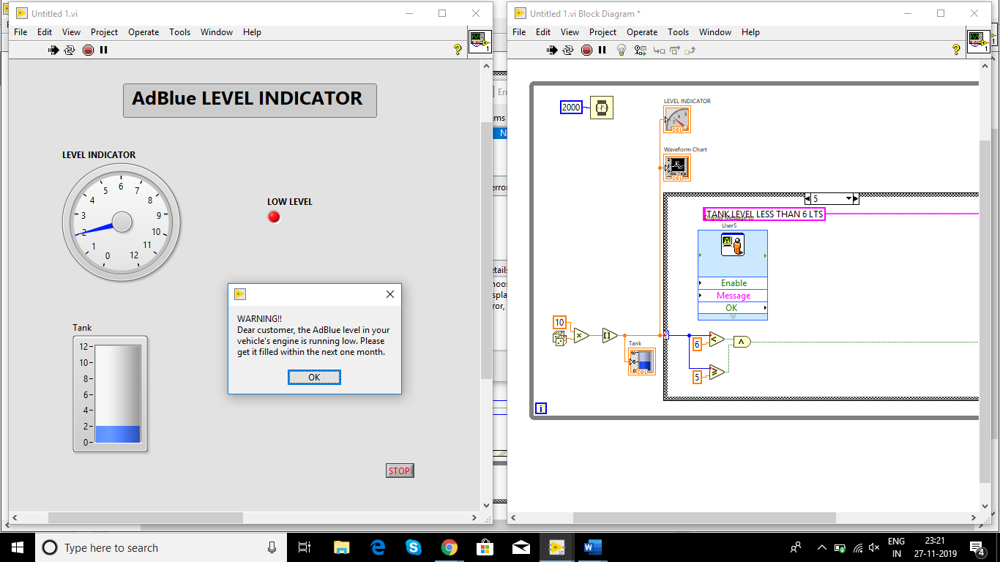 Untitled 1.vi
File Edit View Project Operate Tools Window Help
1
AdBlue LEVEL INDICATOR
LEVEL INDICATOR
0 1 2 3 4 5 6 7 8 9 10 11 12
LOW LEVEL
Tank
12
10
8
6
4
2
0
WARNING!!
Dear customer, the AdBlue level in your
vehicle's engine is running low. Please
get it filled within the next one month.
OK
STOP
Untitled 1.vi Block Diagram *
File Edit View Project Operate Tools Window Help
1
2000
LEVEL INDICATOR
DBL
Waveform Chart
DBL
5
TANK LEVEL LESS THAN 6 LTS
User5
Enable
Message
OK
10
Tank
DBL
6
5
i
Type here to search
ENG
IN
23:21
27-11-2019
4